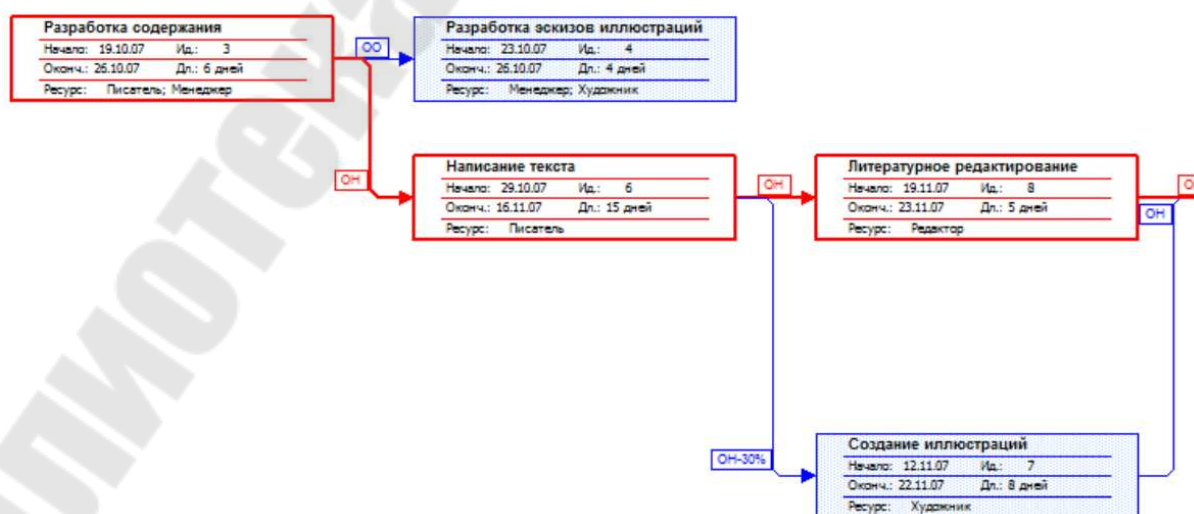 Разработка содержания
Начало: 19.10.07 Ид.: 3
Оконч.: 26.10.07 Дл.: 6 дней
Ресурс: Писатель; Менеджер
ОО
Разработка эскизов иллюстраций
Начало: 23.10.07 Ид.: 4
Оконч.: 26.10.07 Дл.: 4 дней
Ресурс: Менеджер; Художник
ОН
Написание текста
Начало: 29.10.07 Ид.: 6
Оконч.: 16.11.07 Дл.: 15 дней
Ресурс: Писатель
ОН
Литературное редактирование
Начало: 19.11.07 Ид.: 8
Оконч.: 23.11.07 Дл.: 5 дней
Ресурс: Редактор
ОН
ОН-30%
Создание иллюстраций
Начало: 12.11.07 Ид.: 7
Оконч.: 22.11.07 Дл.: 8 дней
Ресурс: Художник